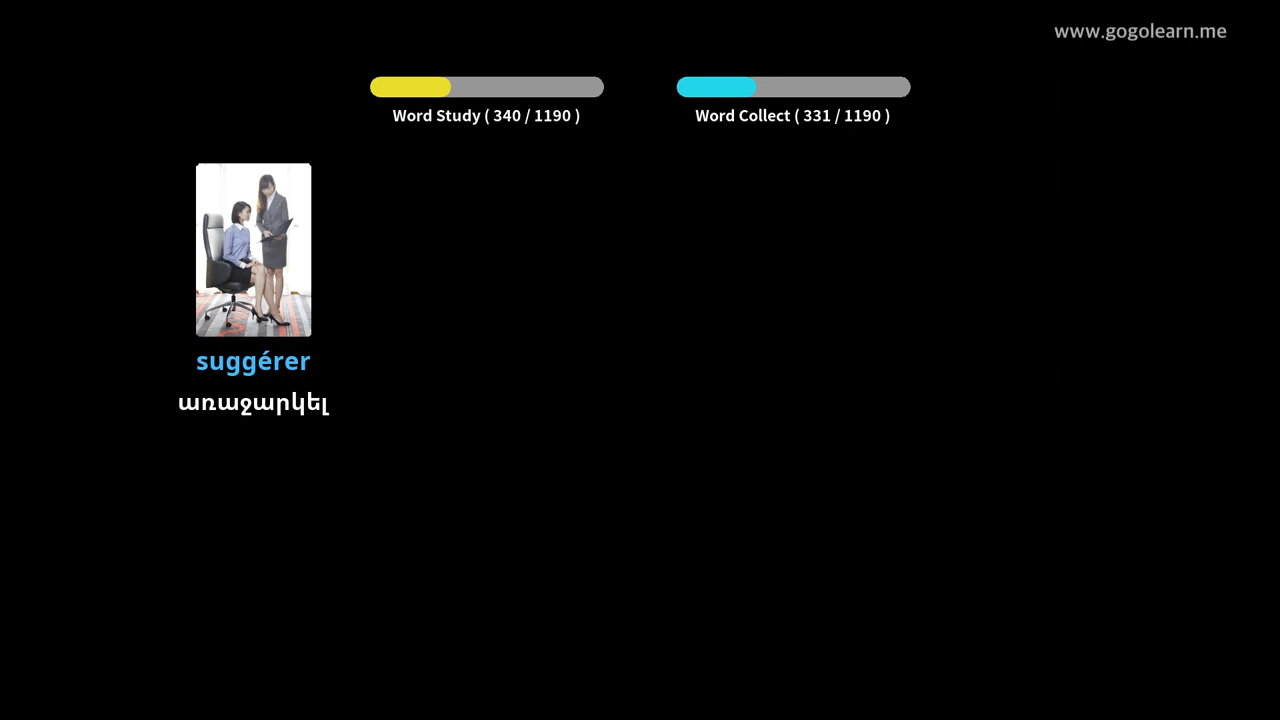 www.gogolearn.me
Word Study ( 340 / 1190 )
Word Collect ( 331 / 1190 )
suggérer
առաջարկել